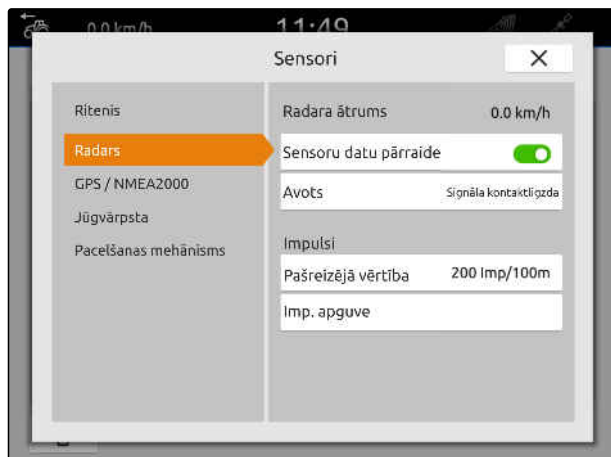 0.0 km/h
11:49
Sensori
Ritenis
Radars
GPS / NMEA2000
Jūgvārpsta
Pacelšanas mehānisms
Radara ātrums 0.0 km/h
Sensoru datu pārraide
Avots Signāla kontaktligzda
Impulsi
Pašreizējā vērtība 200 Imp/100m
Imp. apguve